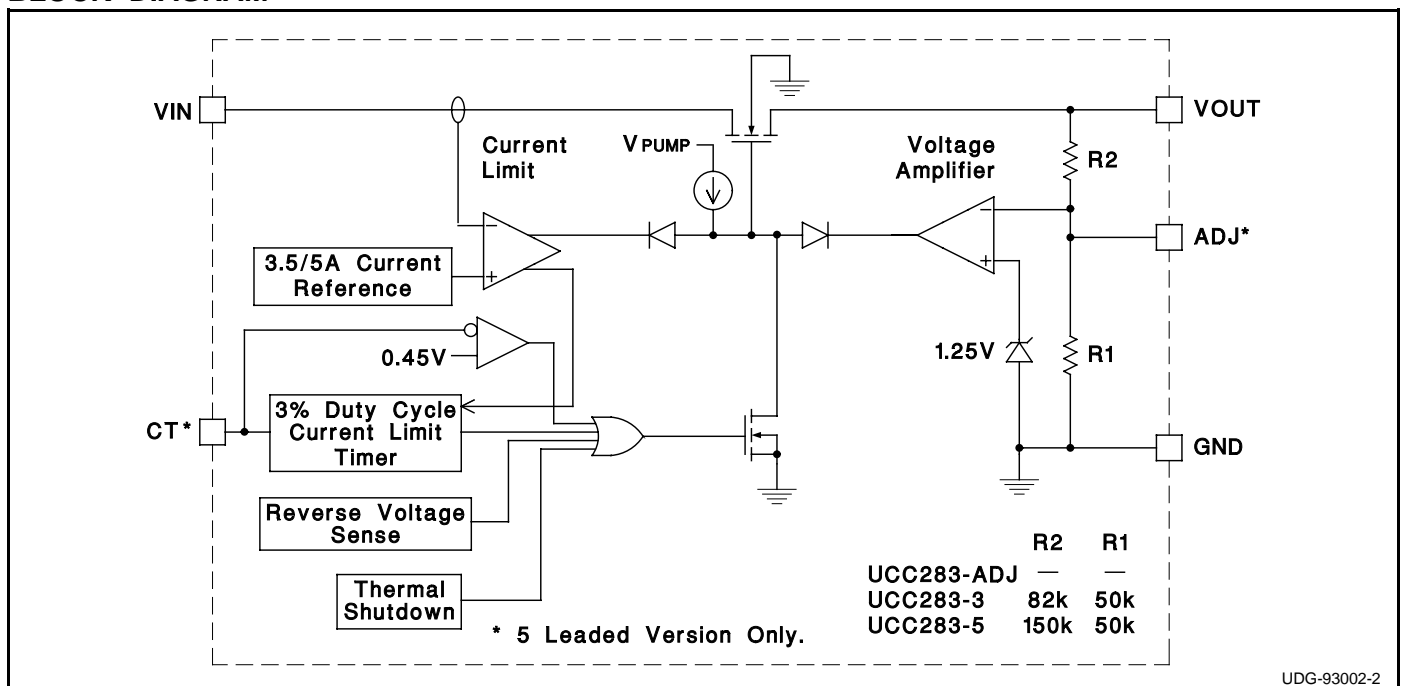 VIN
VOUT
Current
Limit
V PUMP
Voltage
Amplifier
R2
−
+
ADJ*
3.5/5A Current
Reference
−
+
0.45V
1.25V
R1
CT*
3% Duty Cycle
Current Limit
Timer
GND
Reverse Voltage
Sense
Thermal
Shutdown
R2 R1
UCC283-ADJ — —
UCC283-3 82k 50k
UCC283-5 150k 50k
* 5 Leaded Version Only.
UDG-93002-2